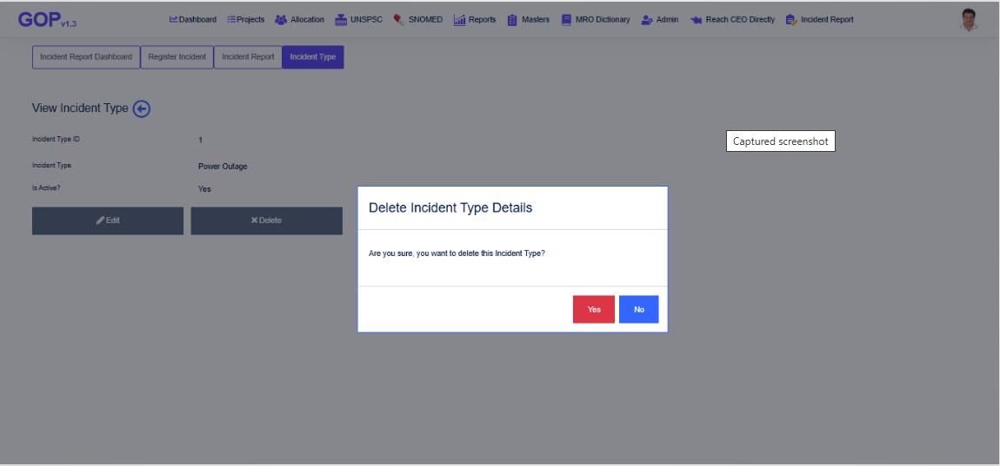 GOP v1.3
Dashboard Projects Allocation UNSPSC SNOMED Reports Masters MRO Dictionary Admin Reach CEO Directly Incident Report
Incident Report Dashboard Register Incident Incident Report Incident Type
View Incident Type
Captured screenshot
Incident Type ID 1
Incident Type Power Outage
Is Active? Yes
Edit Delete
Delete Incident Type Details
Are you sure, you want to delete this Incident Type?
Yes No